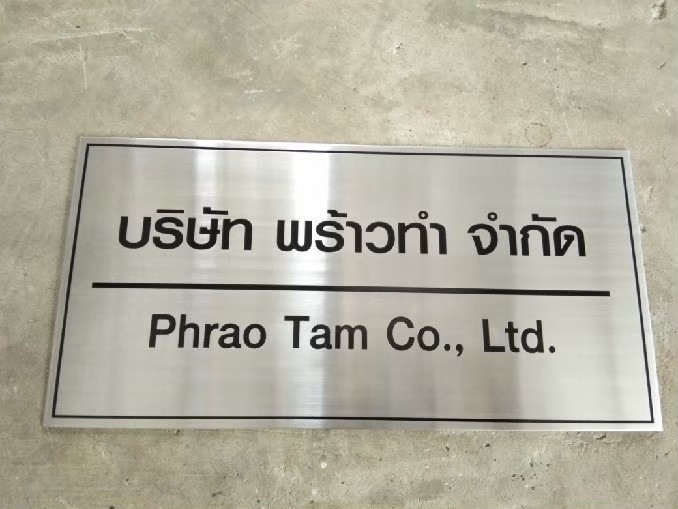 บริษัท พร้าวทำ จำกัด
Phrao Tam Co., Ltd.